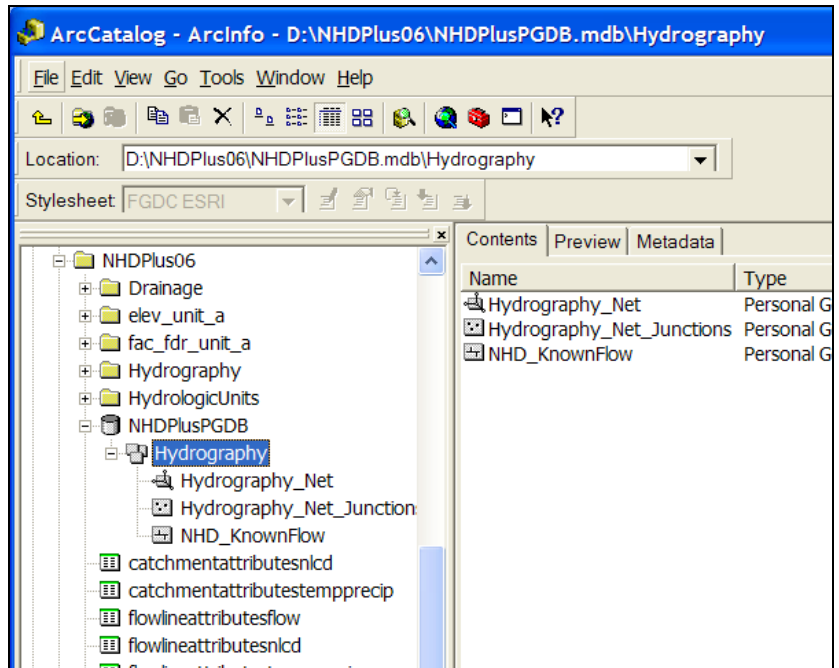 ArcCatalog - ArcInfo - D:\NHDPlus06\NHDPlusPGDB.mdb\Hydrography
File Edit View Go Tools Window Help
Location: D:\NHDPlus06\NHDPlusPGDB.mdb\Hydrography
Stylesheet: FGDC ESRI
NHDPlus06
Drainage
elev_unit_a
fac_fdr_unit_a
Hydrography
HydrologicUnits
NHDPlusPGDB
Hydrography
Hydrography_Net
Hydrography_Net_Junction
NHD_KnownFlow
catchmentattributesnlcd
catchmentattributestempprecip
flowlineattributesflow
flowlineattributesnlcd
Contents Preview Metadata
Name Type
Hydrography_Net Personal G
Hydrography_Net_Junctions Personal G
NHD_KnownFlow Personal G